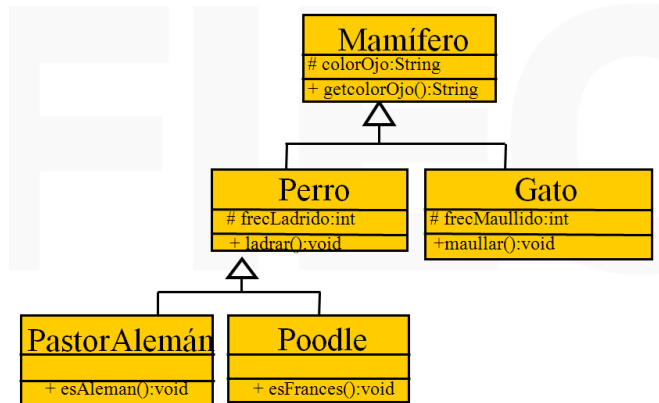 Mamífero
# colorOjo:String
+ getcolorOjo():String
Perro
# frecLadrido:int
+ ladrar():void
Gato
# frecMaullido:int
+maullar():void
PastorAlemán
+ esAleman():void
Poodle
+ esFrances():void